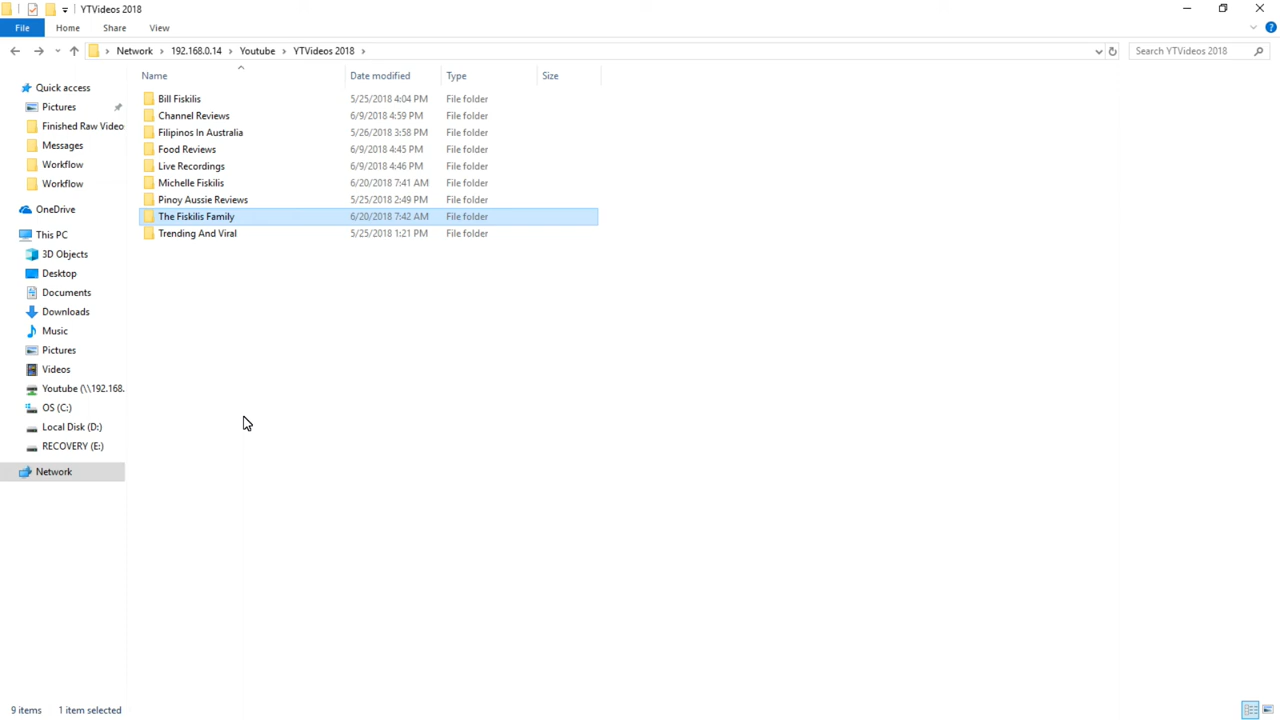 YTVideos 2018
File Home Share View
Network 192.168.0.14 Youtube YTVideos 2018 Search YTVideos 2018
Name Date modified Type Size
Quick access
Pictures
Finished Raw Video
Messages
Workflow
Workflow
OneDrive
This PC
3D Objects
Desktop
Documents
Downloads
Music
Pictures
Videos
Youtube (\\192.168.
OS (C:)
Local Disk (D:)
RECOVERY (E:)
Network
Bill Fiskilis 5/25/2018 4:04 PM File folder
Channel Reviews 6/9/2018 4:59 PM File folder
Filipinos In Australia 5/26/2018 3:58 PM File folder
Food Reviews 6/9/2018 4:45 PM File folder
Live Recordings 6/9/2018 4:46 PM File folder
Michelle Fiskilis 6/20/2018 7:41 AM File folder
Pinoy Aussie Reviews 5/25/2018 2:49 PM File folder
The Fiskilis Family 6/20/2018 7:42 AM File folder
Trending And Viral 5/25/2018 1:21 PM File folder
9 items 1 item selected